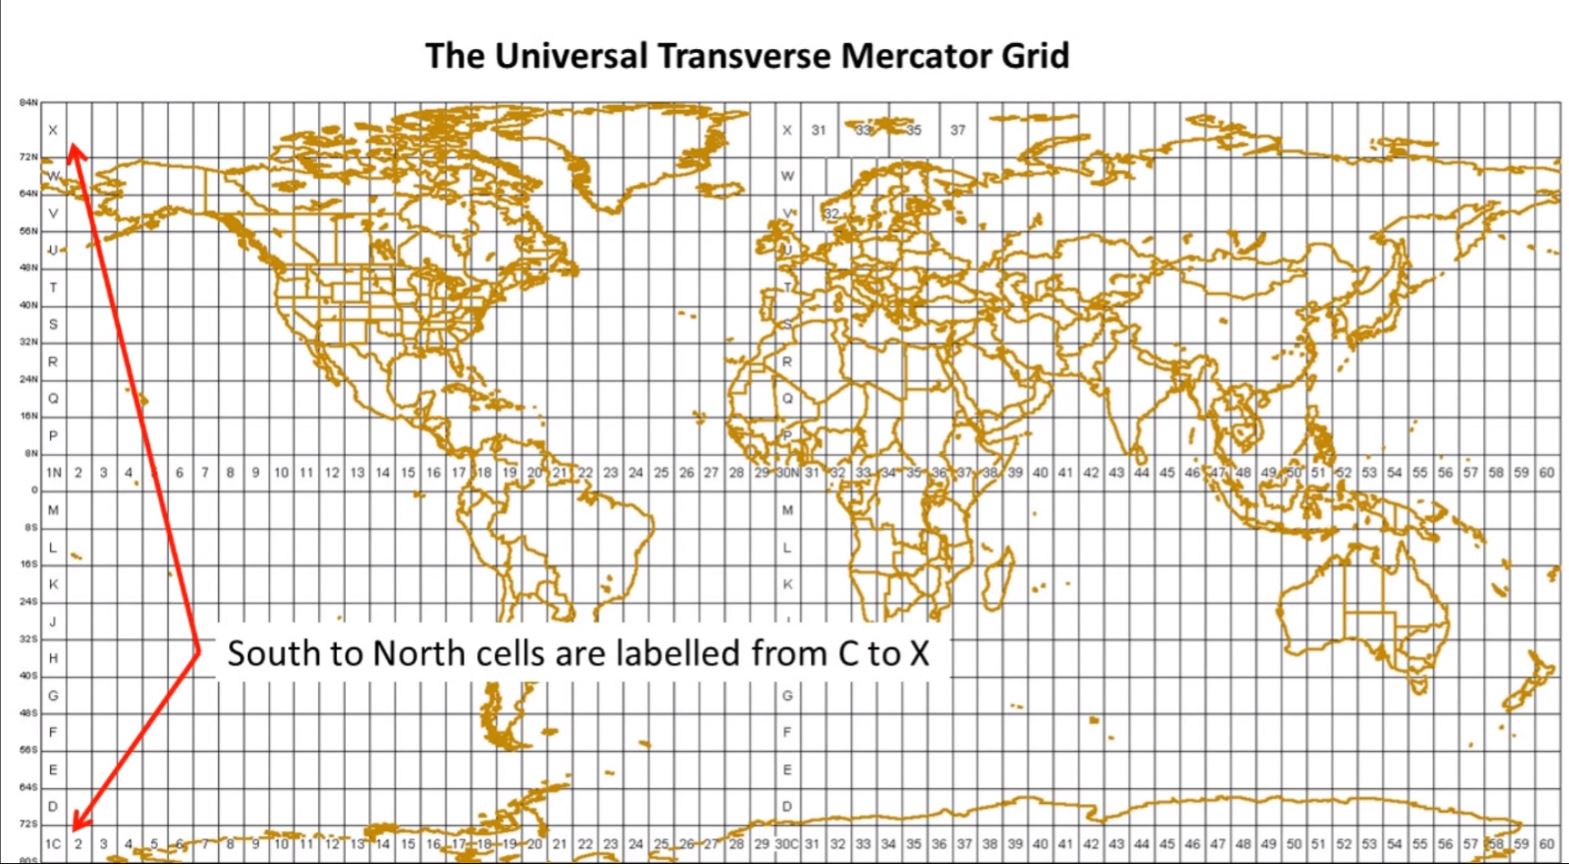 The Universal Transverse Mercator Grid
84N
X X 31 33 35 37
72N
W W
64N
V V 32
56N
U U
48N
T T
40N
S S
32N
R R
24N
Q Q
16N
P P
8N
1N 2 3 4 5 6 7 8 9 10 11 12 13 14 15 16 17 18 19 20 21 22 23 24 25 26 27 28 29 30N 31 32 33 34 35 36 37 38 39 40 41 42 43 44 45 46 47 48 49 50 51 52 53 54 55 56 57 58 59 60
0
M M
8S
L L
16S
K K
24S
J
32S
South to North cells are labelled from C to X
H
40S
G G
48S
F F
56S
E E
64S
D D
72S
1C 2 3 4 5 6 7 8 9 10 11 12 13 14 15 16 17 18 19 20 21 22 23 24 25 26 27 28 29 30C 31 32 33 34 35 36 37 38 39 40 41 42 43 44 45 46 47 48 49 50 51 52 53 54 55 56 57 58 59 60
80S